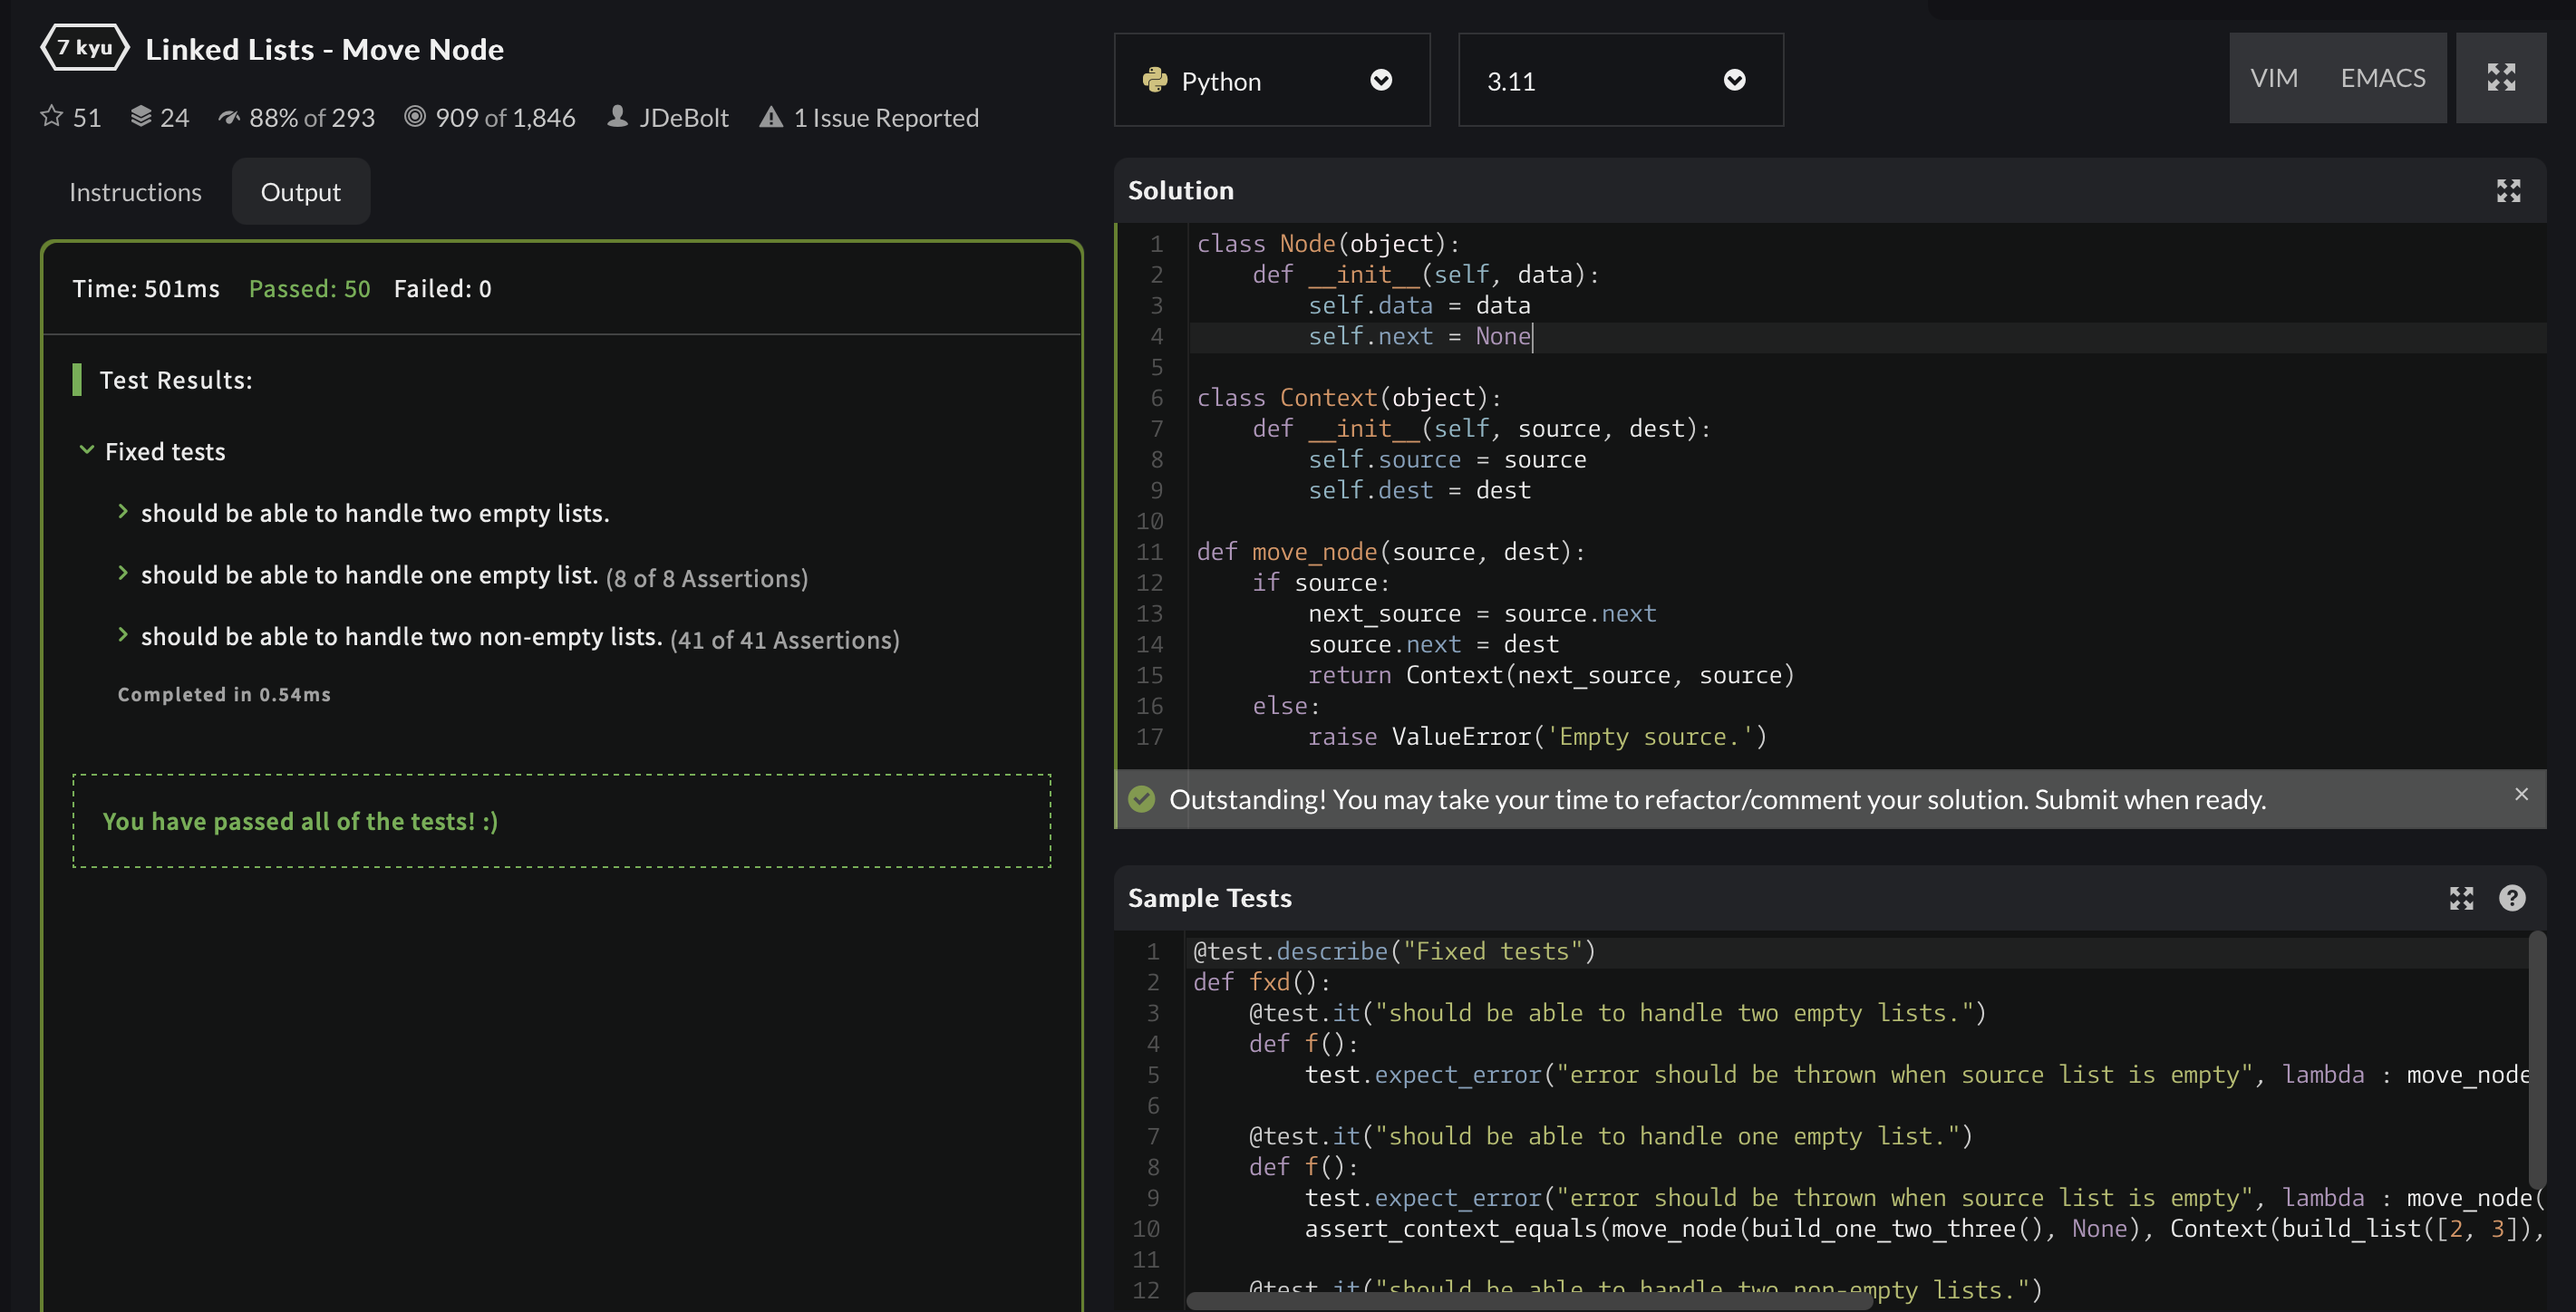 7 kyu
Linked Lists - Move Node
51 24 88% of 293 909 of 1,846 JDeBolt 1 Issue Reported
Instructions Output
Time: 501ms Passed: 50 Failed: 0
Test Results:
Fixed tests
should be able to handle two empty lists.
should be able to handle one empty list. (8 of 8 Assertions)
should be able to handle two non-empty lists. (41 of 41 Assertions)
Completed in 0.54ms
You have passed all of the tests! :)
Python 3.11 VIM EMACS
Solution
1 class Node(object):
2     def __init__(self, data):
3         self.data = data
4         self.next = None
5
6 class Context(object):
7     def __init__(self, source, dest):
8         self.source = source
9         self.dest = dest
10
11 def move_node(source, dest):
12     if source:
13         next_source = source.next
14         source.next = dest
15         return Context(next_source, source)
16     else:
17         raise ValueError('Empty source.')
Outstanding! You may take your time to refactor/comment your solution. Submit when ready.
Sample Tests
1 @test.describe("Fixed tests")
2 def fxd():
3     @test.it("should be able to handle two empty lists.")
4     def f():
5         test.expect_error("error should be thrown when source list is empty", lambda : move_node
6
7     @test.it("should be able to handle one empty list.")
8     def f():
9         test.expect_error("error should be thrown when source list is empty", lambda : move_node(
10         assert_context_equals(move_node(build_one_two_three(), None), Context(build_list([2, 3]),
11
12     @test.it("should be able to handle two non-empty lists.")